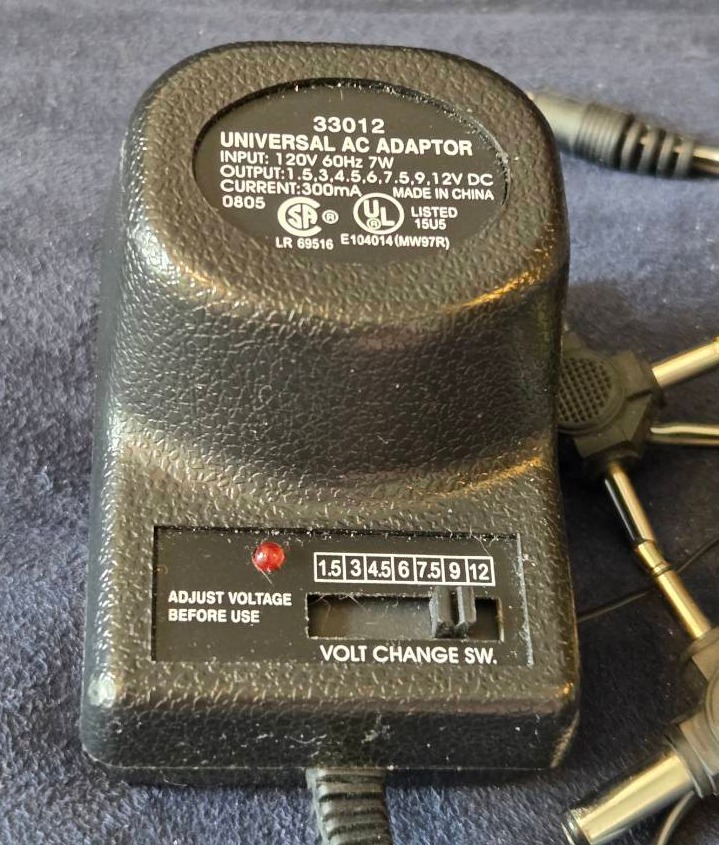 33012
UNIVERSAL AC ADAPTOR
INPUT: 120V 60Hz 7W
OUTPUT:1.5,3,4.5,6,7.5,9,12V DC
CURRENT:300mA MADE IN CHINA
0805 SA ® UL ® LISTED
15U5
LR 69516 E104014(MW97R)
1.5 3 4.5 6 7.5 9 12
ADJUST VOLTAGE
BEFORE USE
VOLT CHANGE SW.